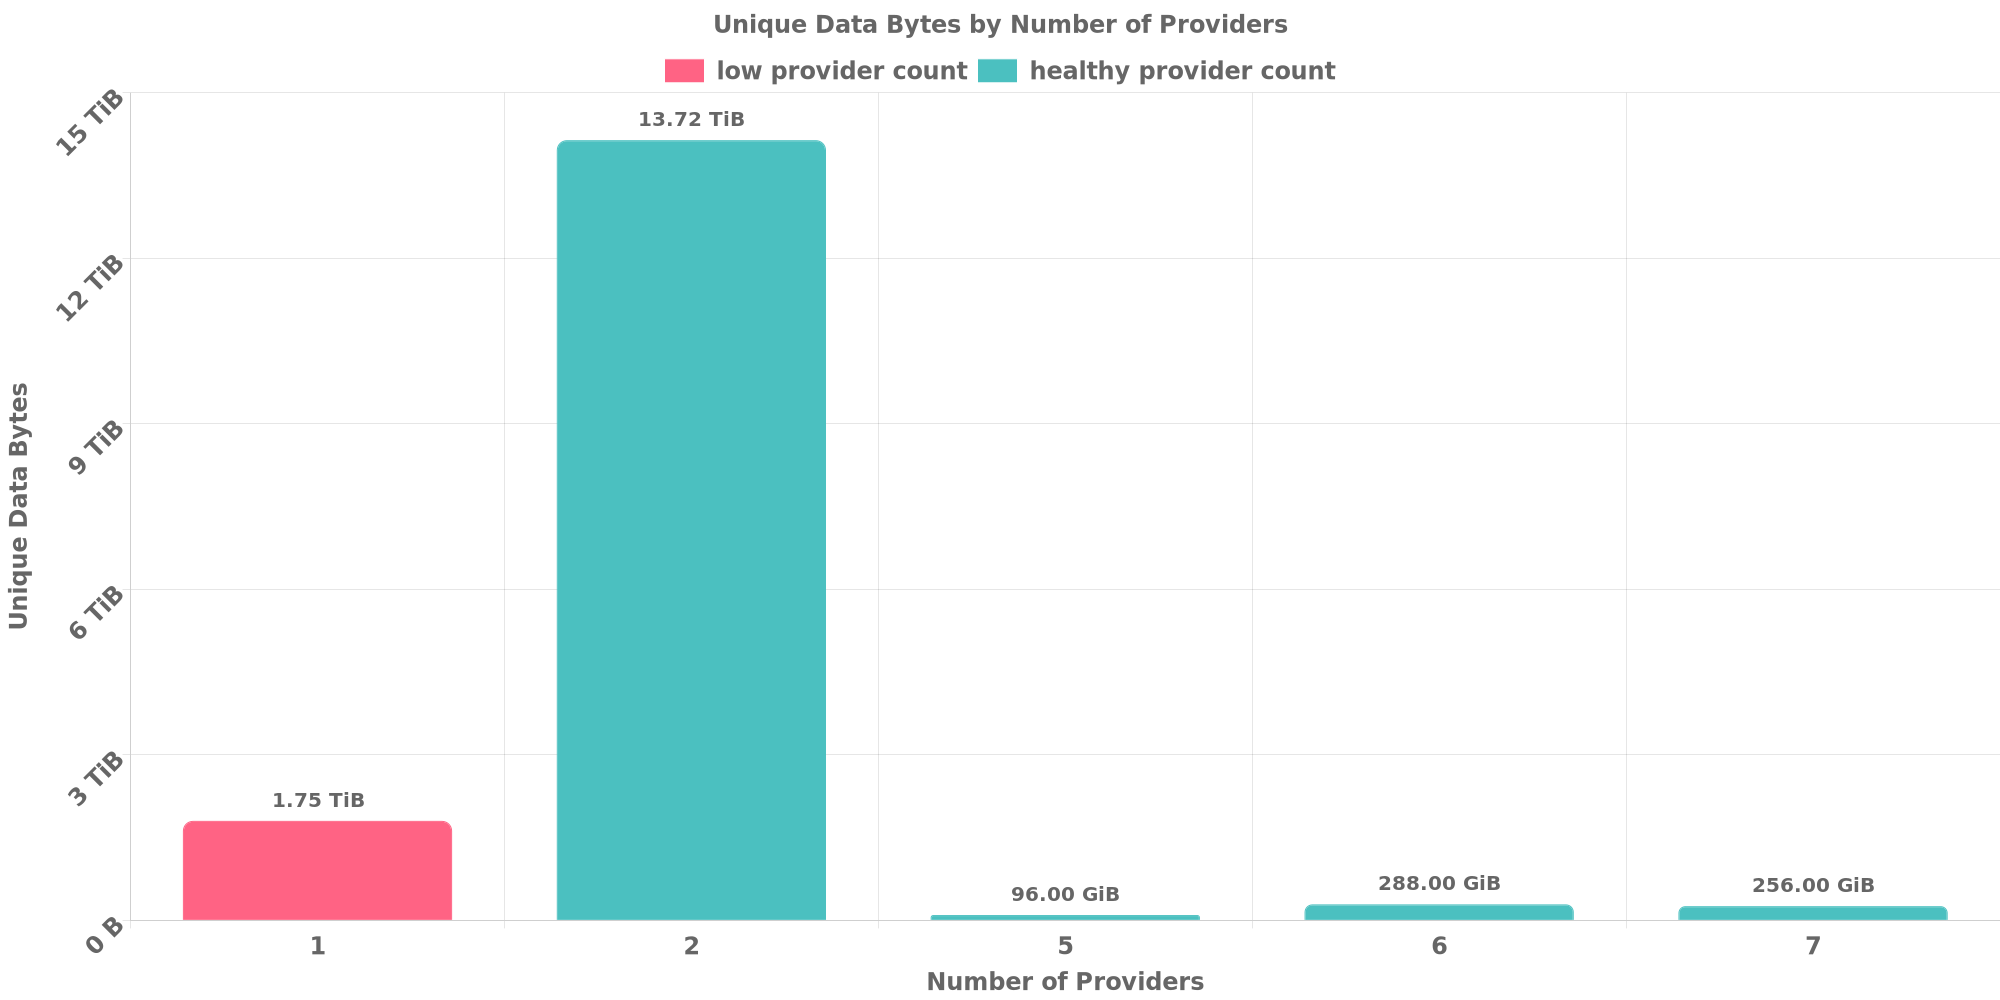 Unique Data Bytes by Number of Providers
low provider count
healthy provider count
Unique Data Bytes
15 TiB
12 TiB
9 TiB
6 TiB
3 TiB
0 B
1.75 TiB
13.72 TiB
96.00 GiB
288.00 GiB
256.00 GiB
1
2
5
6
7
Number of Providers